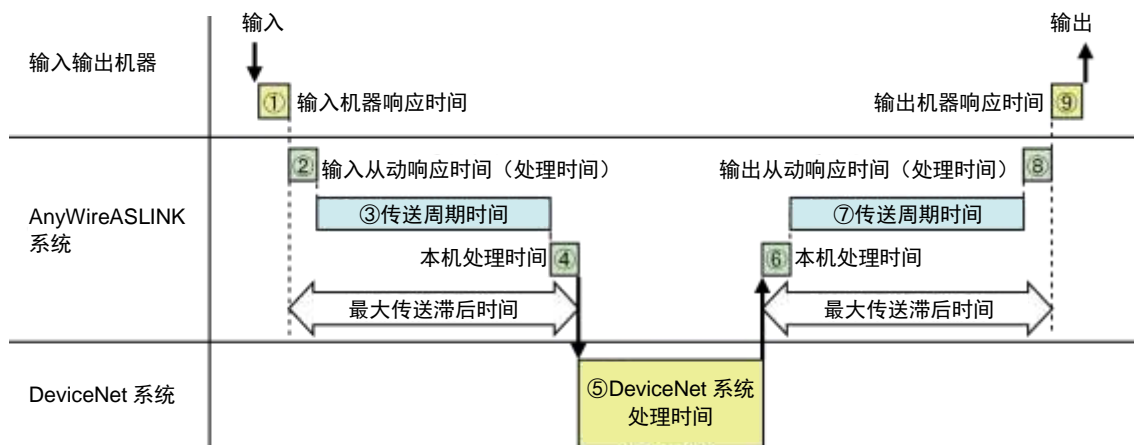 输入
输出
输入输出机器
① 输入机器响应时间
输出机器响应时间 ⑨
② 输入从动响应时间（处理时间）
输出从动响应时间（处理时间） ⑧
AnyWireASLINK
系统
③传送周期时间
⑦传送周期时间
本机处理时间 ④
⑥ 本机处理时间
最大传送滞后时间
最大传送滞后时间
DeviceNet 系统
⑤DeviceNet 系统
处理时间